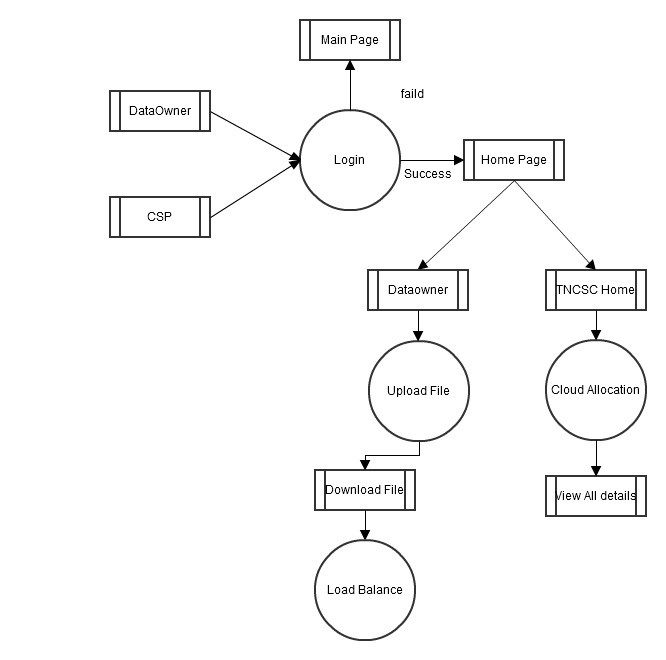 Main Page
faild
DataOwner
Login
Home Page
Success
CSP
Dataowner
TNCSC Home
Upload File
Cloud Allocation
Download File
View All details
Load Balance